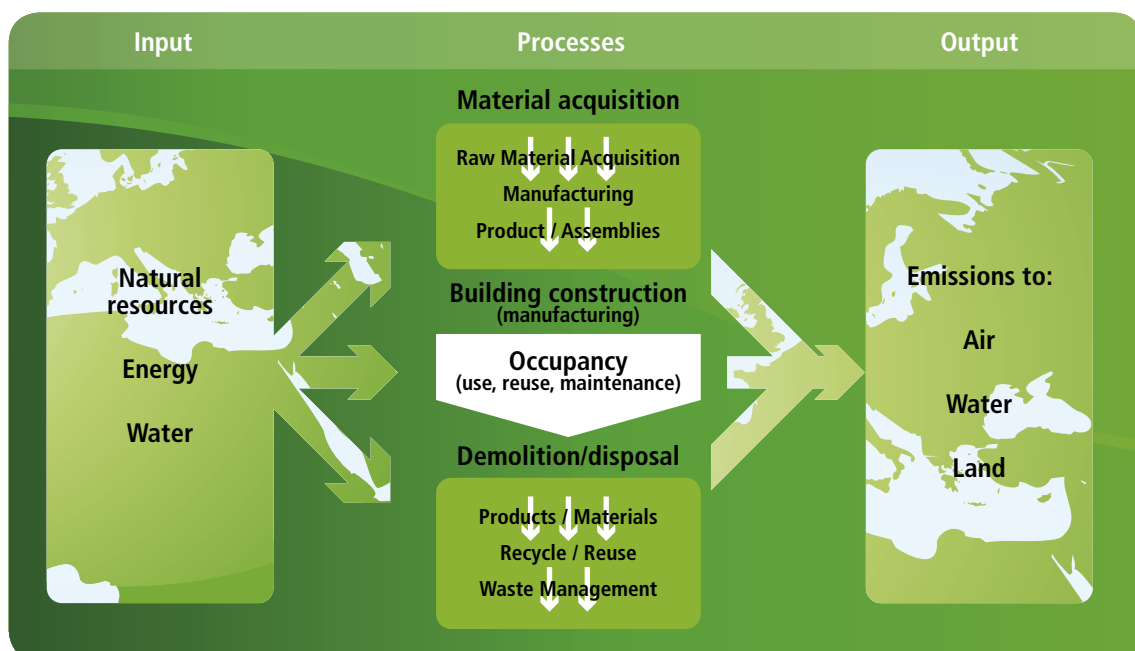 Input
Processes
Output
Natural
resources
Energy
Water
Material acquisition
Raw Material Acquisition
Manufacturing
Product / Assemblies
Building construction
(manufacturing)
Occupancy
(use, reuse, maintenance)
Demolition/disposal
Products / Materials
Recycle / Reuse
Waste Management
Emissions to:
Air
Water
Land